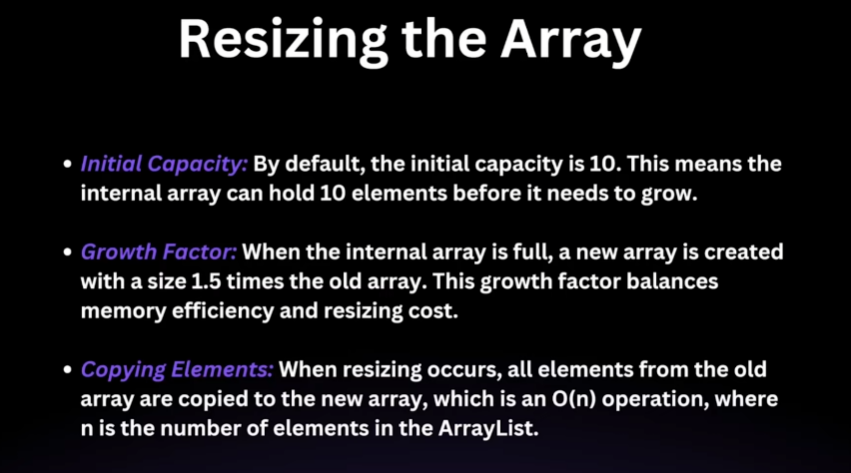 Resizing the Array
• Initial Capacity: By default, the initial capacity is 10. This means the
internal array can hold 10 elements before it needs to grow.
• Growth Factor: When the internal array is full, a new array is created
with a size 1.5 times the old array. This growth factor balances
memory efficiency and resizing cost.
• Copying Elements: When resizing occurs, all elements from the old
array are copied to the new array, which is an O(n) operation, where
n is the number of elements in the ArrayList.